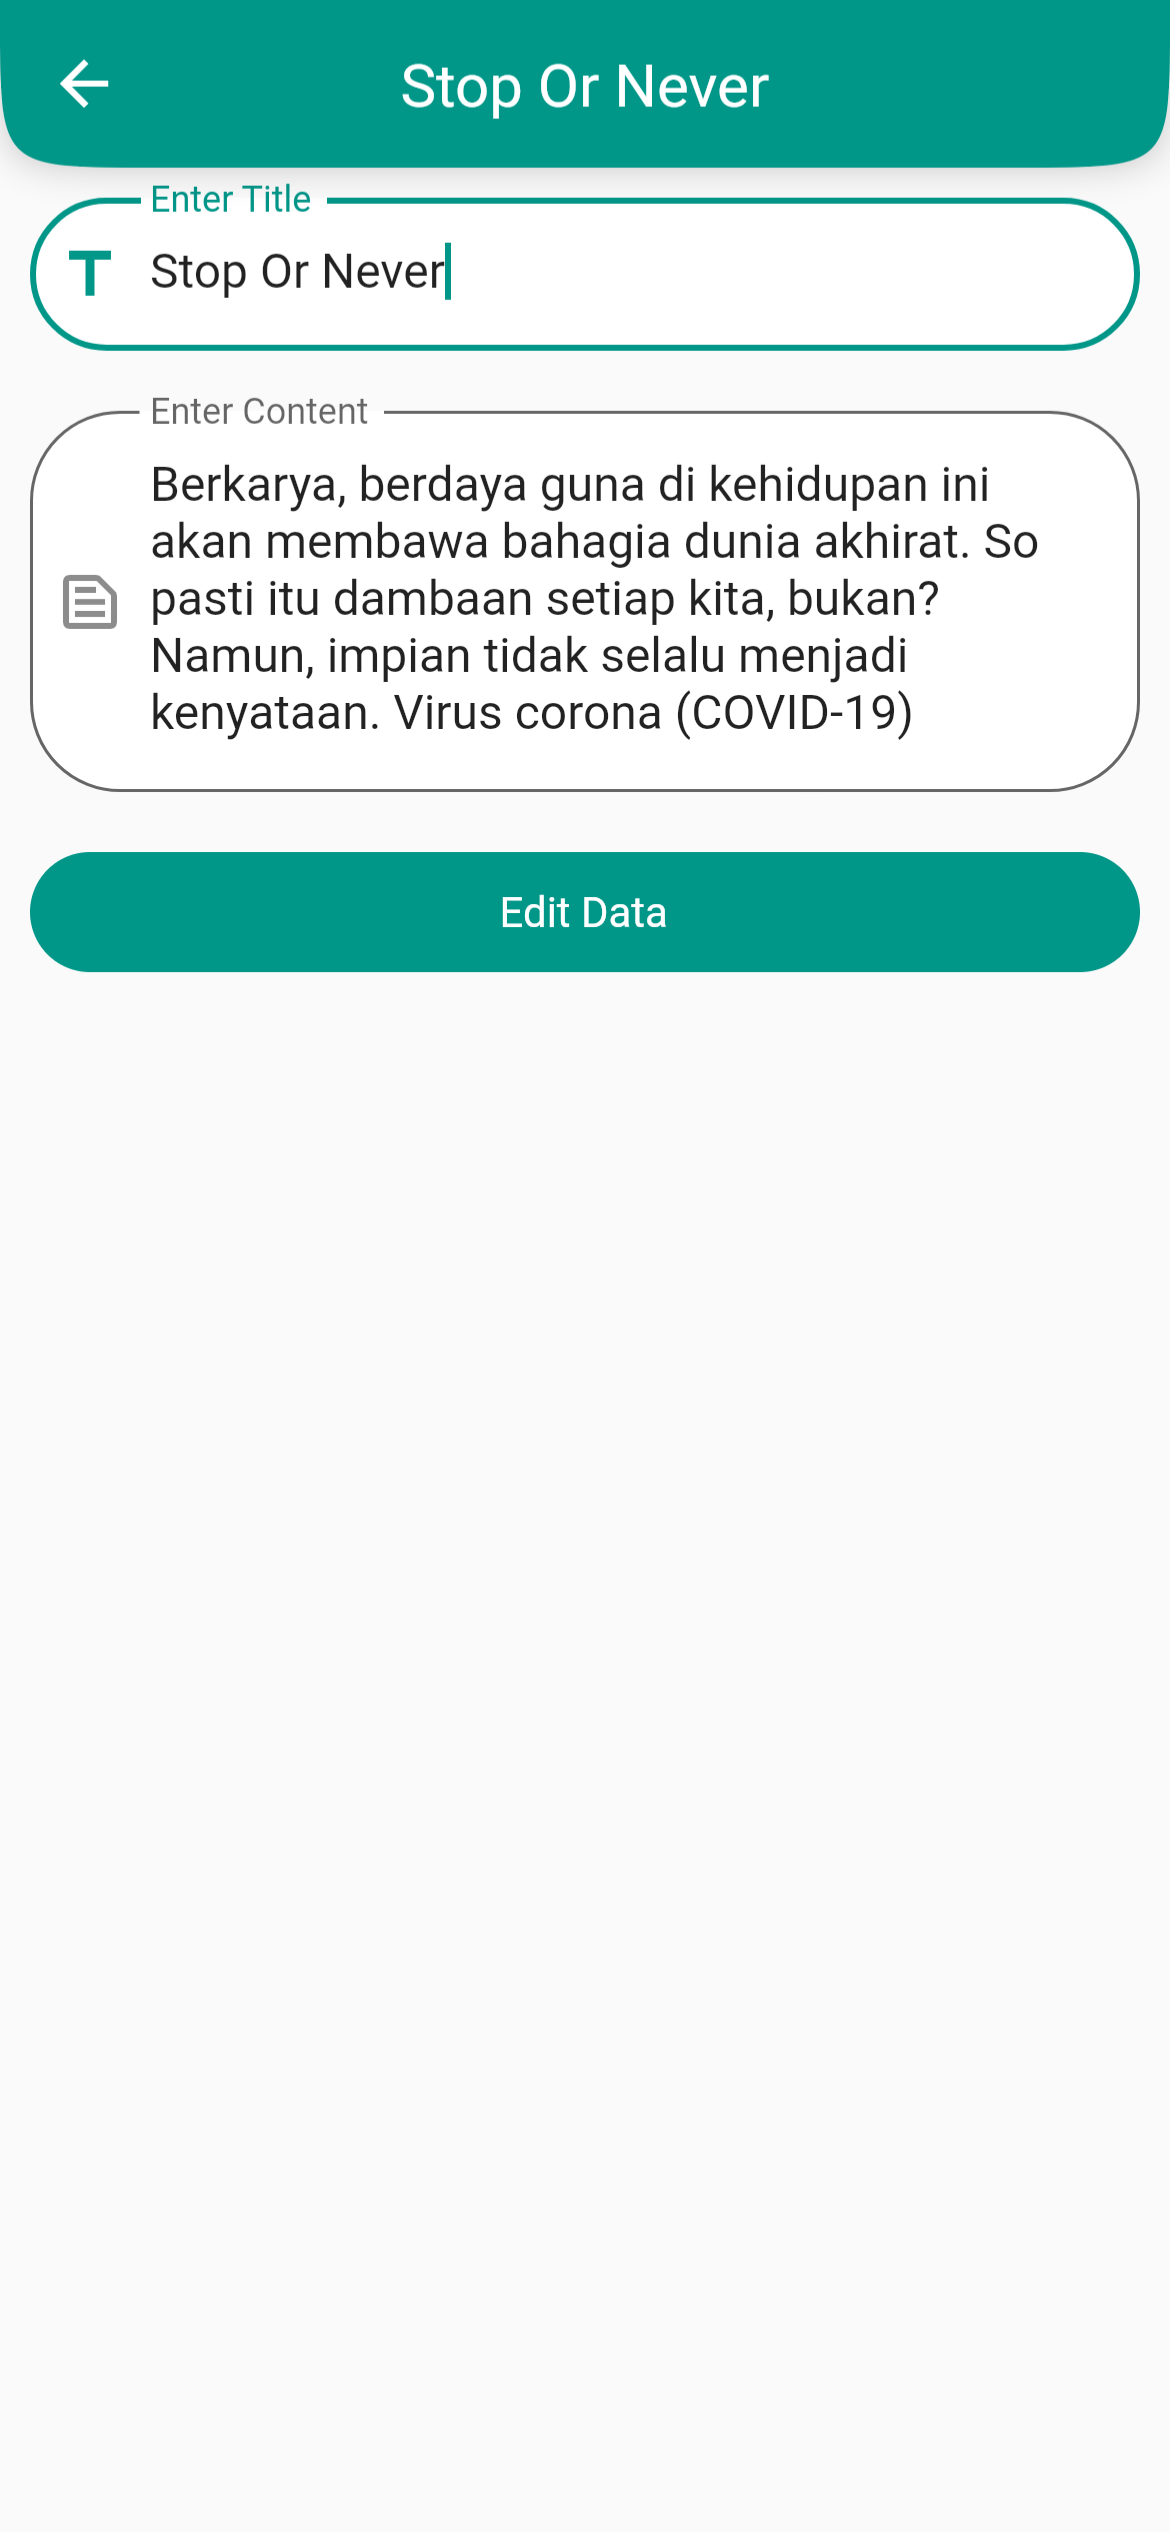 Stop Or Never
Enter Title
Stop Or Never
Enter Content
Berkarya, berdaya guna di kehidupan ini
akan membawa bahagia dunia akhirat. So
pasti itu dambaan setiap kita, bukan?
Namun, impian tidak selalu menjadi
kenyataan. Virus corona (COVID-19)
Edit Data